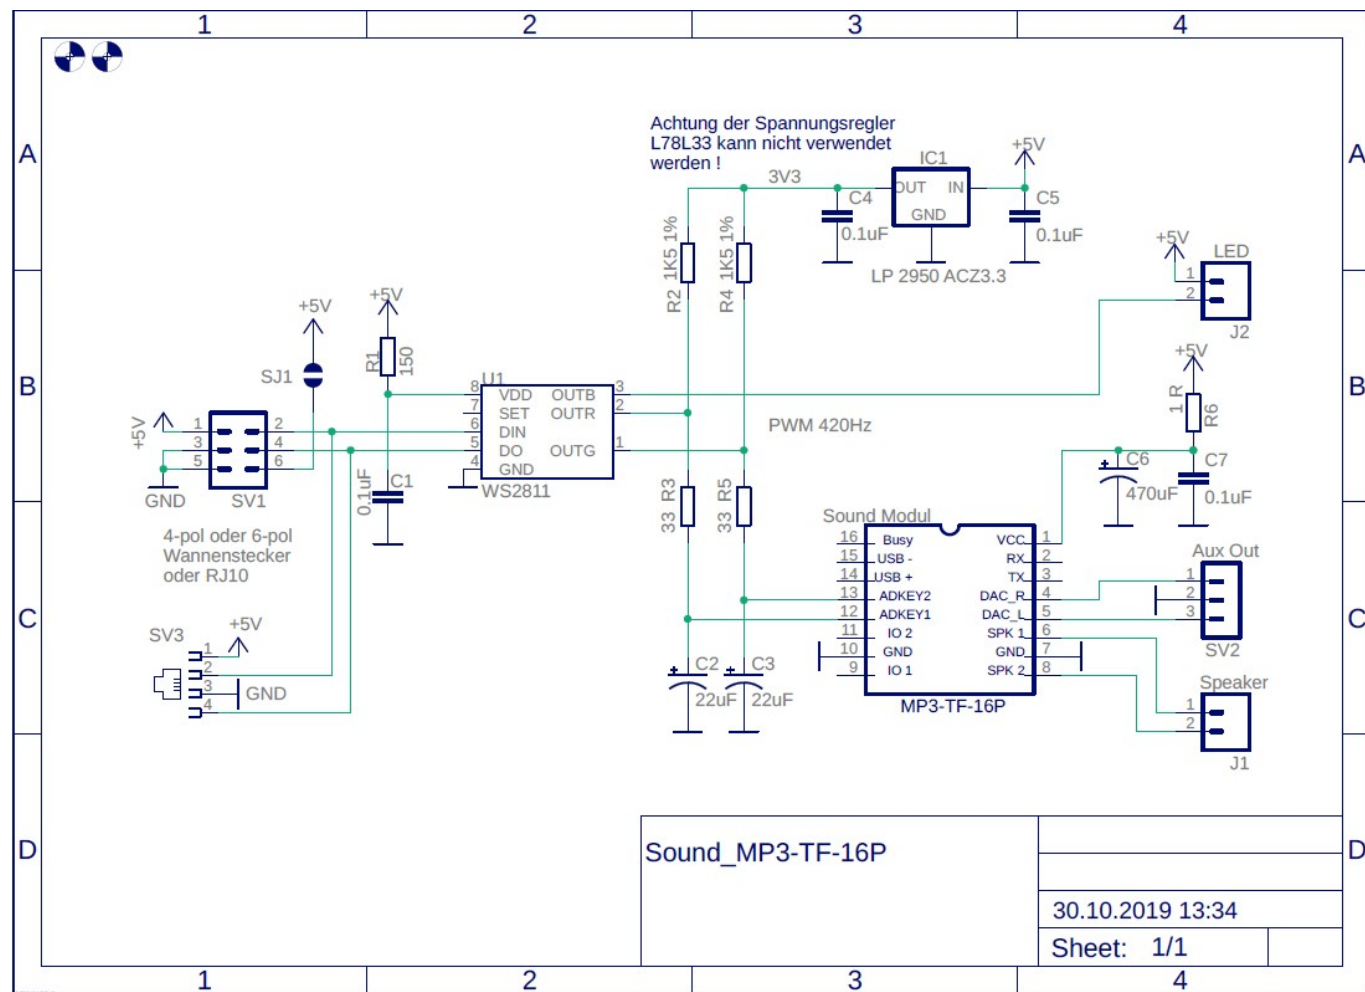 1 2 3 4
A A
Achtung der Spannungsregler
L78L33 kann nicht verwendet
werden !
+5V
IC1
3V3
OUT IN
GND
C4
0.1uF
C5
0.1uF
LP 2950 ACZ3.3
R2 1K5 1%
R4 1K5 1%
+5V
LED
1
2
J2
+5V
SJ1
+5V
R1
150
B B
U1
8 VDD OUTB 3
7 SET OUTR 2
6 DIN
5 DO OUTG 1
4 GND
WS2811
PWM 420Hz
+5V
1 R
R6
+5V
1 2
3 4
5 6
GND
SV1
0.1uF
C1
33 R3
33 R5
C6
470uF
C7
0.1uF
4-pol oder 6-pol
Wannenstecker
oder RJ10
Sound Modul
16 Busy VCC 1
15 USB - RX 2
14 USB + TX 3
13 ADKEY2 DAC_R 4
12 ADKEY1 DAC_L 5
11 IO 2 SPK 1 6
10 GND GND 7
9 IO 1 SPK 2 8
MP3-TF-16P
Aux Out
1
2
3
SV2
C C
SV3
+5V
1
2
3
4
GND
C2
22uF
C3
22uF
Speaker
1
2
J1
D D
Sound_MP3-TF-16P
30.10.2019 13:34
Sheet: 1/1
1 2 3 4